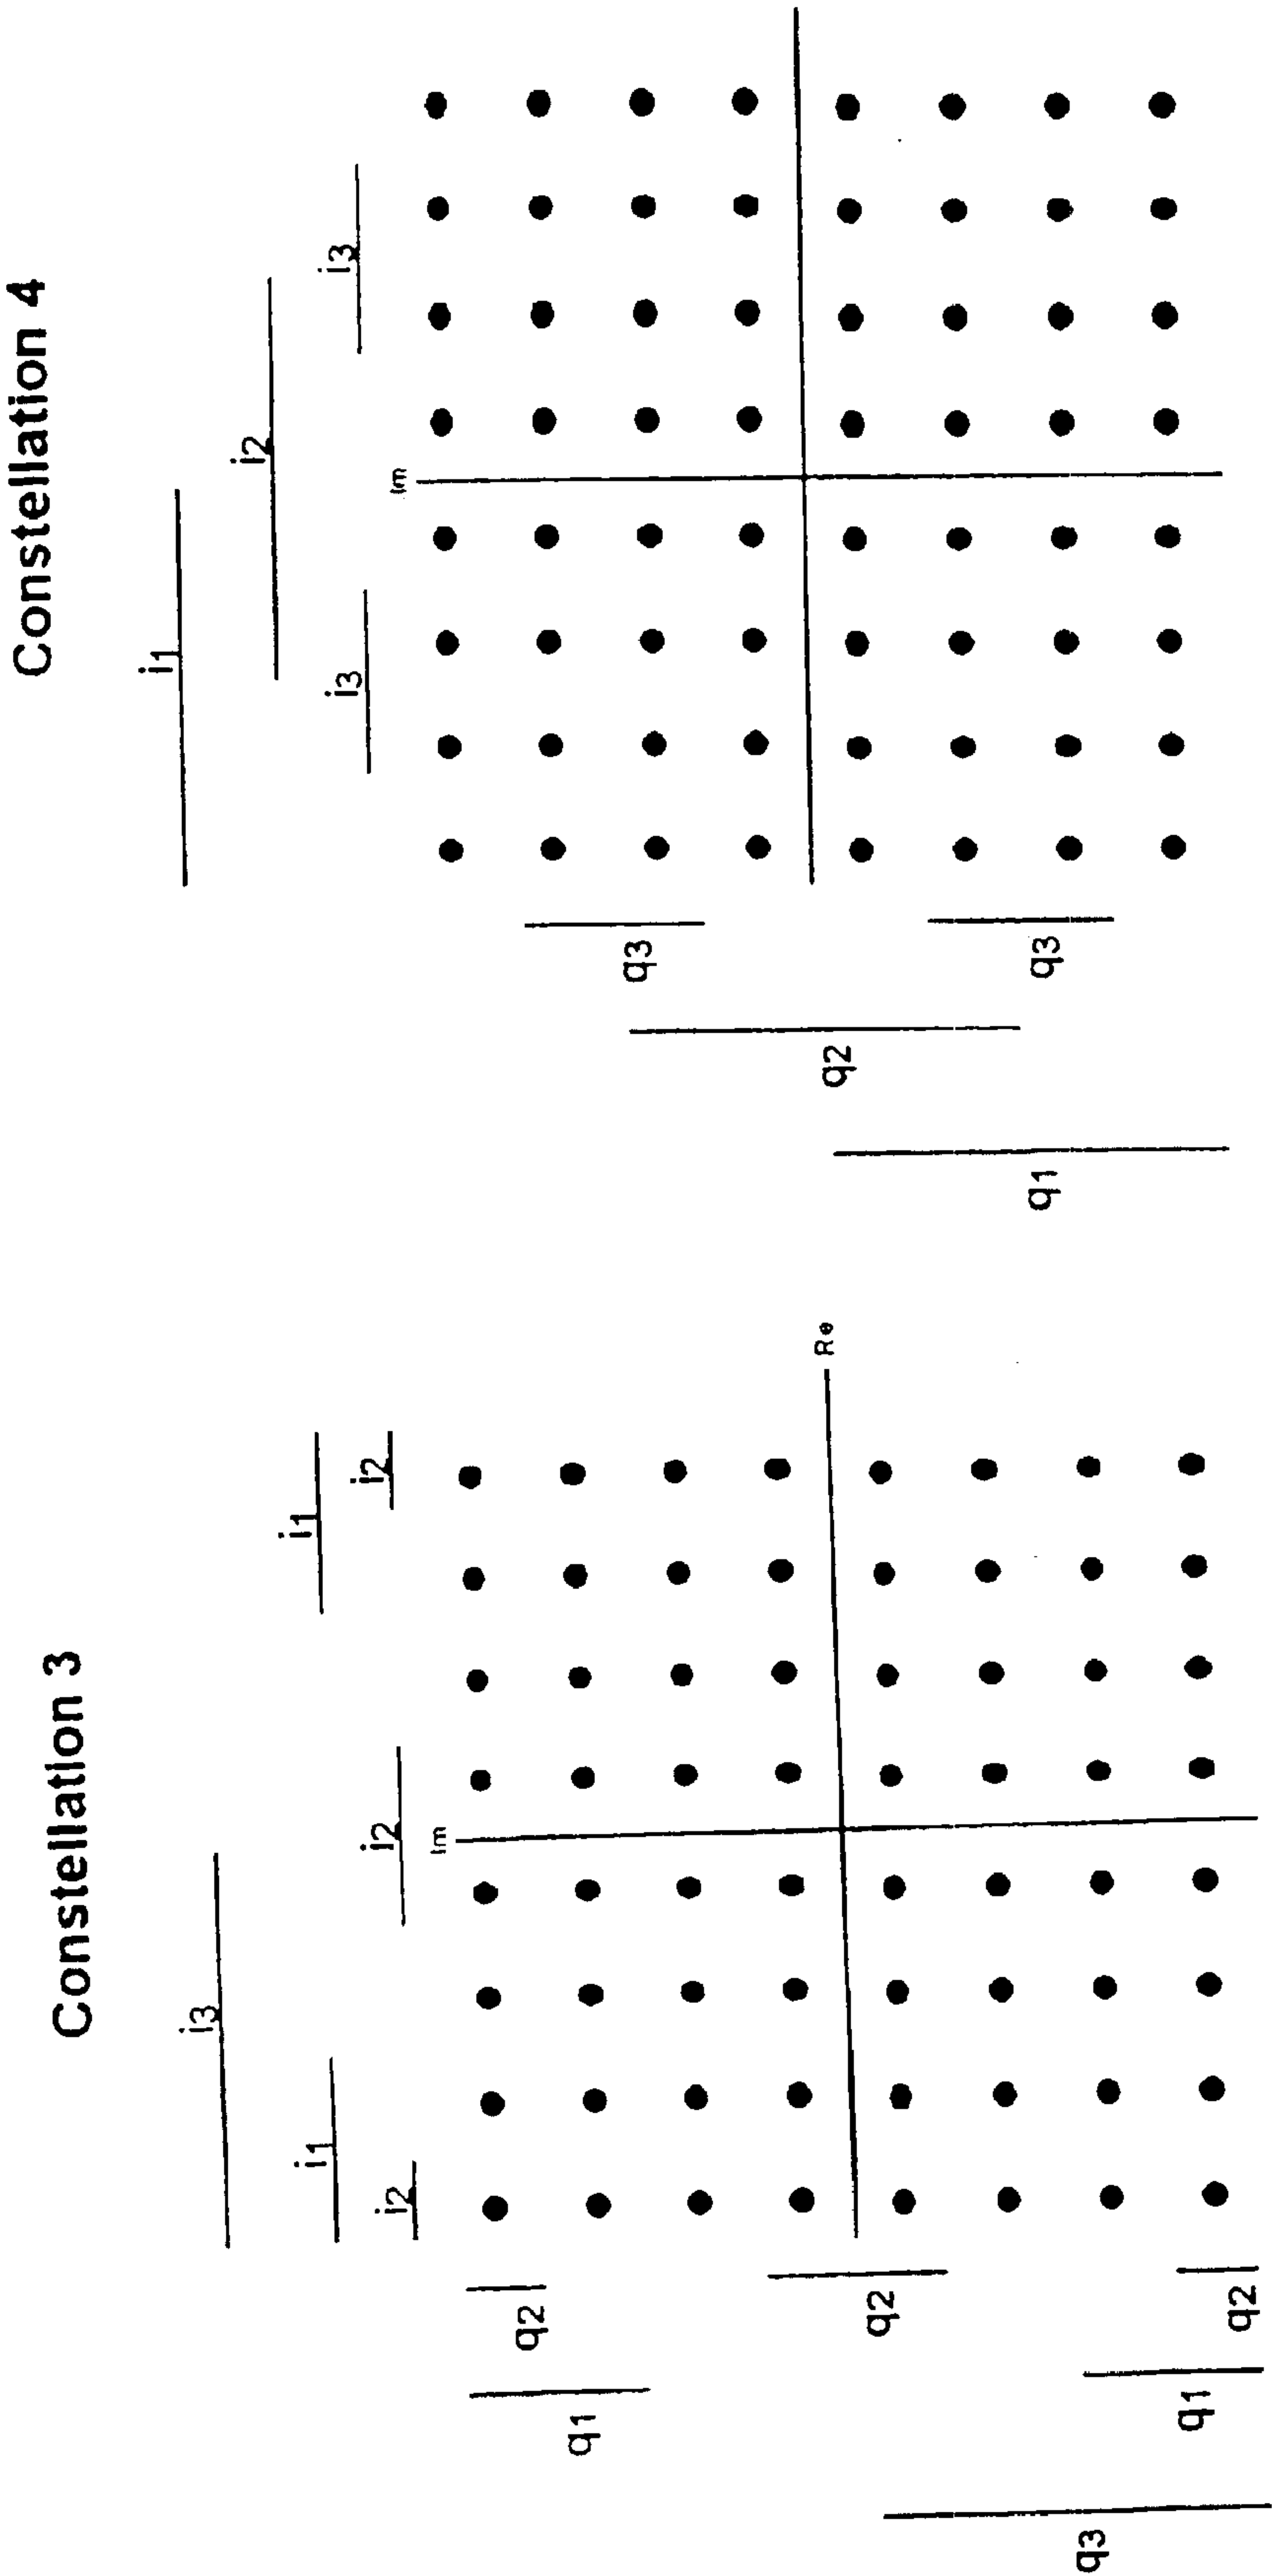 Constellation 3
i3
i1
i1
i2
i2
i2
Im
Re
q2
q1
q2
q2
q1
q3
Constellation 4
i1
i2
i3
i3
Im
q3
q3
q2
q1